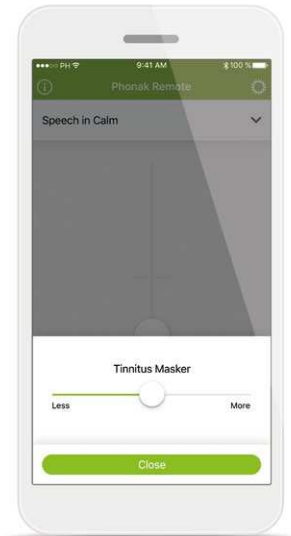 PH 9:41 AM 100 %
Phonak Remote
Speech in Calm
Tinnitus Masker
Less More
Close